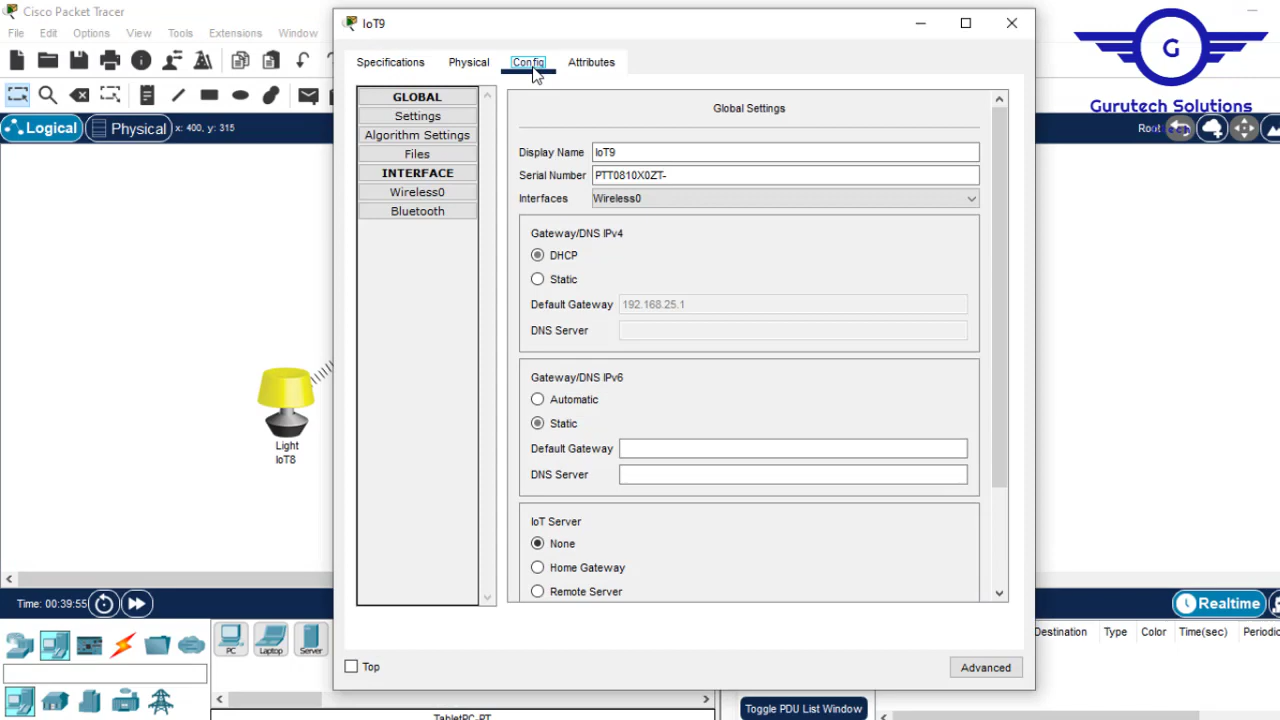 Cisco Packet Tracer
File Edit Options View Tools Extensions Window
Logical Physical x: 400, y: 315
IoT9
Specifications Physical Config Attributes
GLOBAL
Settings
Algorithm Settings
Files
INTERFACE
Wireless0
Bluetooth
Global Settings
Display Name IoT9
Serial Number PTT0810X0ZT-
Interfaces Wireless0
Gateway/DNS IPv4
DHCP
Static
Default Gateway 192.168.25.1
DNS Server
Gateway/DNS IPv6
Automatic
Static
Default Gateway
DNS Server
IoT Server
None
Home Gateway
Remote Server
Top
Advanced
G
Gurutech Solutions
Root
Light
IoT8
Time: 00:39:55
Realtime
PC Laptop Server
Destination Type Color Time(sec) Periodic
Toggle PDU List Window
TabletPC-PT